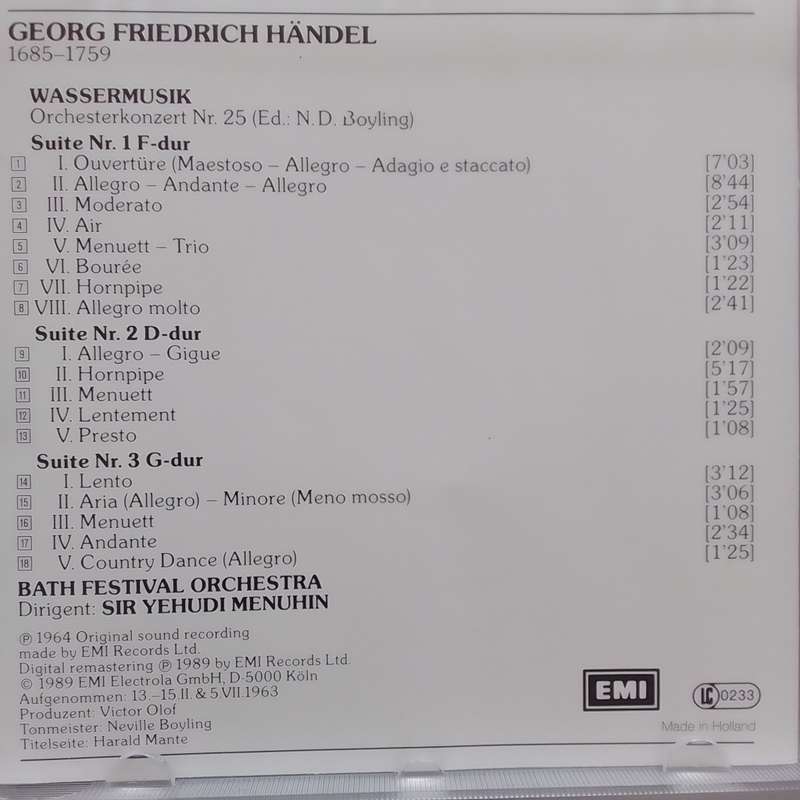 GEORG FRIEDRICH HÄNDEL
1685–1759
WASSERMUSIK
Orchesterkonzert Nr. 25 (Ed.: N.D. Boyling)
Suite Nr. 1 F-dur
1 I. Ouvertüre (Maestoso – Allegro – Adagio e staccato) [7'03]
2 II. Allegro – Andante – Allegro [8'44]
3 III. Moderato [2'54]
4 IV. Air [2'11]
5 V. Menuett – Trio [3'09]
6 VI. Bourée [1'23]
7 VII. Hornpipe [1'22]
8 VIII. Allegro molto [2'41]
Suite Nr. 2 D-dur
9 I. Allegro – Gigue [2'09]
10 II. Hornpipe [5'17]
11 III. Menuett [1'57]
12 IV. Lentement [1'25]
13 V. Presto [1'08]
Suite Nr. 3 G-dur
14 I. Lento [3'12]
15 II. Aria (Allegro) – Minore (Meno mosso) [3'06]
16 III. Menuett [1'08]
17 IV. Andante [2'34]
18 V. Country Dance (Allegro) [1'25]
BATH FESTIVAL ORCHESTRA
Dirigent: SIR YEHUDI MENUHIN
℗ 1964 Original sound recording
made by EMI Records Ltd.
Digital remastering ℗ 1989 by EMI Records Ltd.
© 1989 EMI Electrola GmbH, D-5000 Köln
Aufgenommen: 13.–15.II. & 5.VII.1963
Produzent: Victor Olof
Tonmeister: Neville Boyling
Titelseite: Harald Mante
EMI
LC 0233
Made in Holland